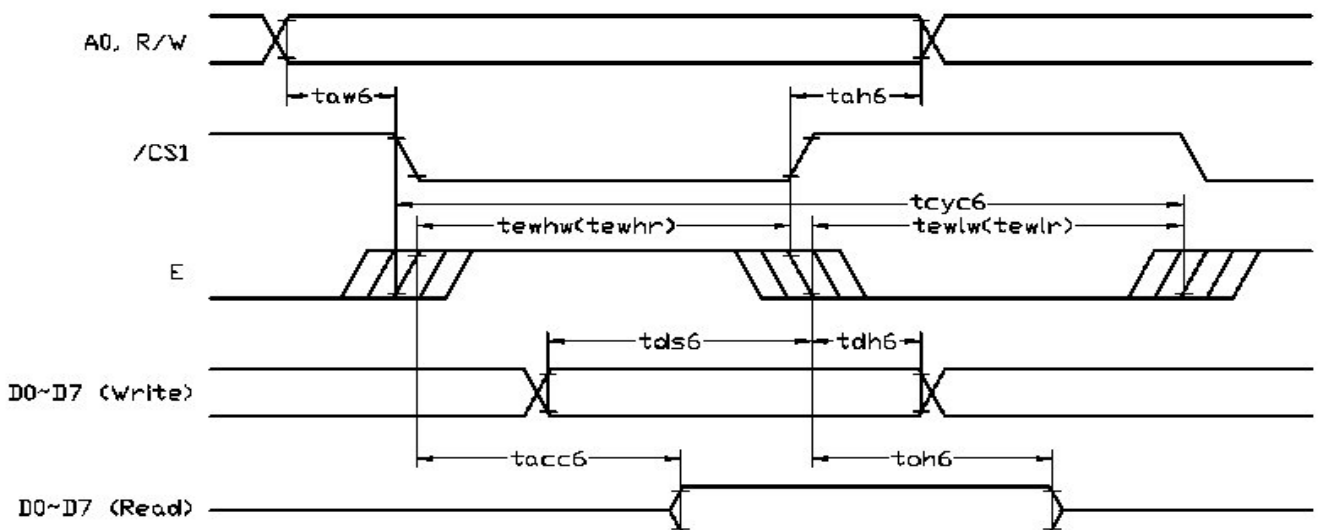 A0, R/W
taw6 tah6
/CS1
tcyc6
tewhw(tewhr) tewlw(tewlr)
E
tds6 tdh6
D0~D7 (Write)
tacc6 toh6
D0~D7 (Read)